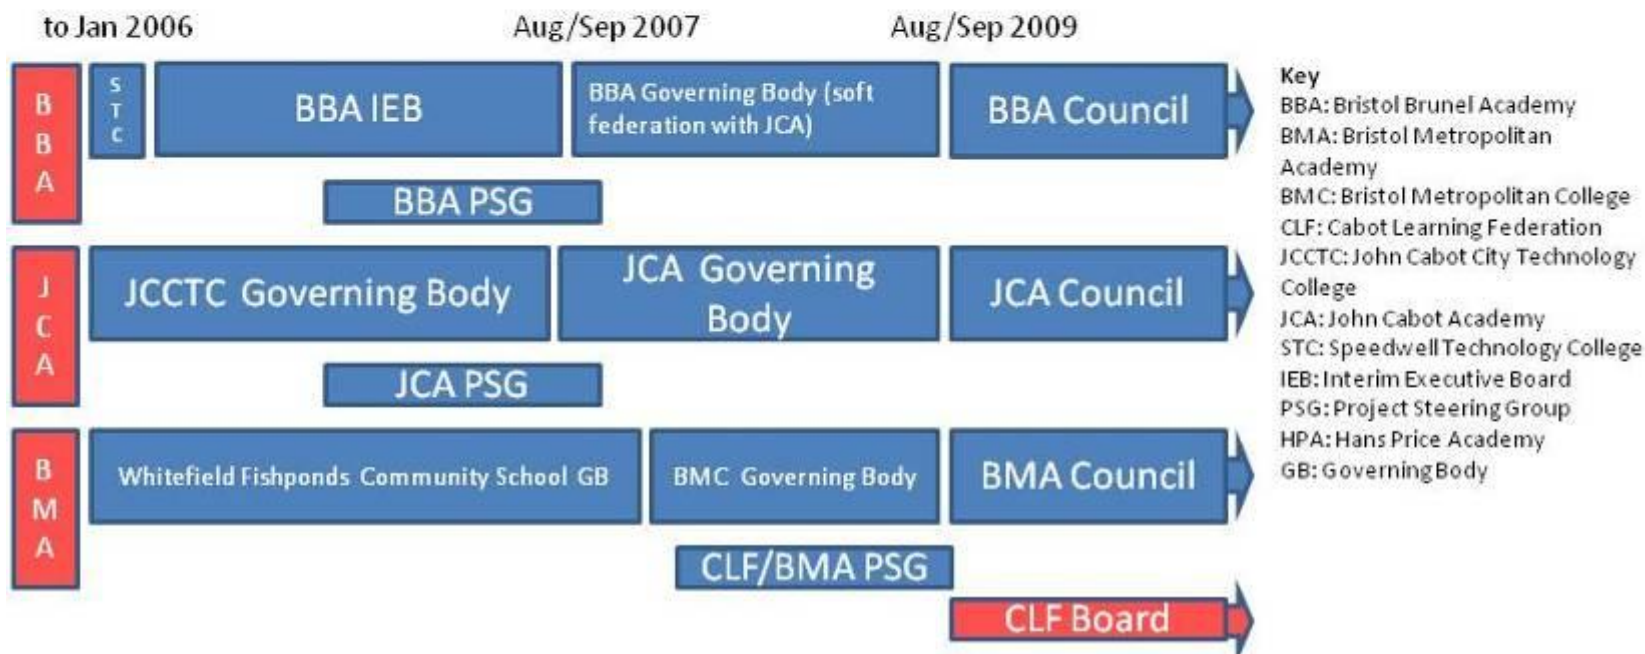 to Jan 2006
Aug/Sep 2007
Aug/Sep 2009
BBA
STC
BBA IEB
BBA Governing Body (soft
federation with JCA)
BBA Council
BBA PSG
JCA
JCCTC Governing Body
JCA Governing
Body
JCA Council
JCA PSG
BMA
Whitefield Fishponds Community School GB
BMC Governing Body
BMA Council
CLF/BMA PSG
CLF Board
Key
BBA: Bristol Brunel Academy
BMA: Bristol Metropolitan
Academy
BMC: Bristol Metropolitan College
CLF: Cabot Learning Federation
JCCTC: John Cabot City Technology
College
JCA: John Cabot Academy
STC: Speedwell Technology College
IEB: Interim Executive Board
PSG: Project Steering Group
HPA: Hans Price Academy
GB: Governing Body